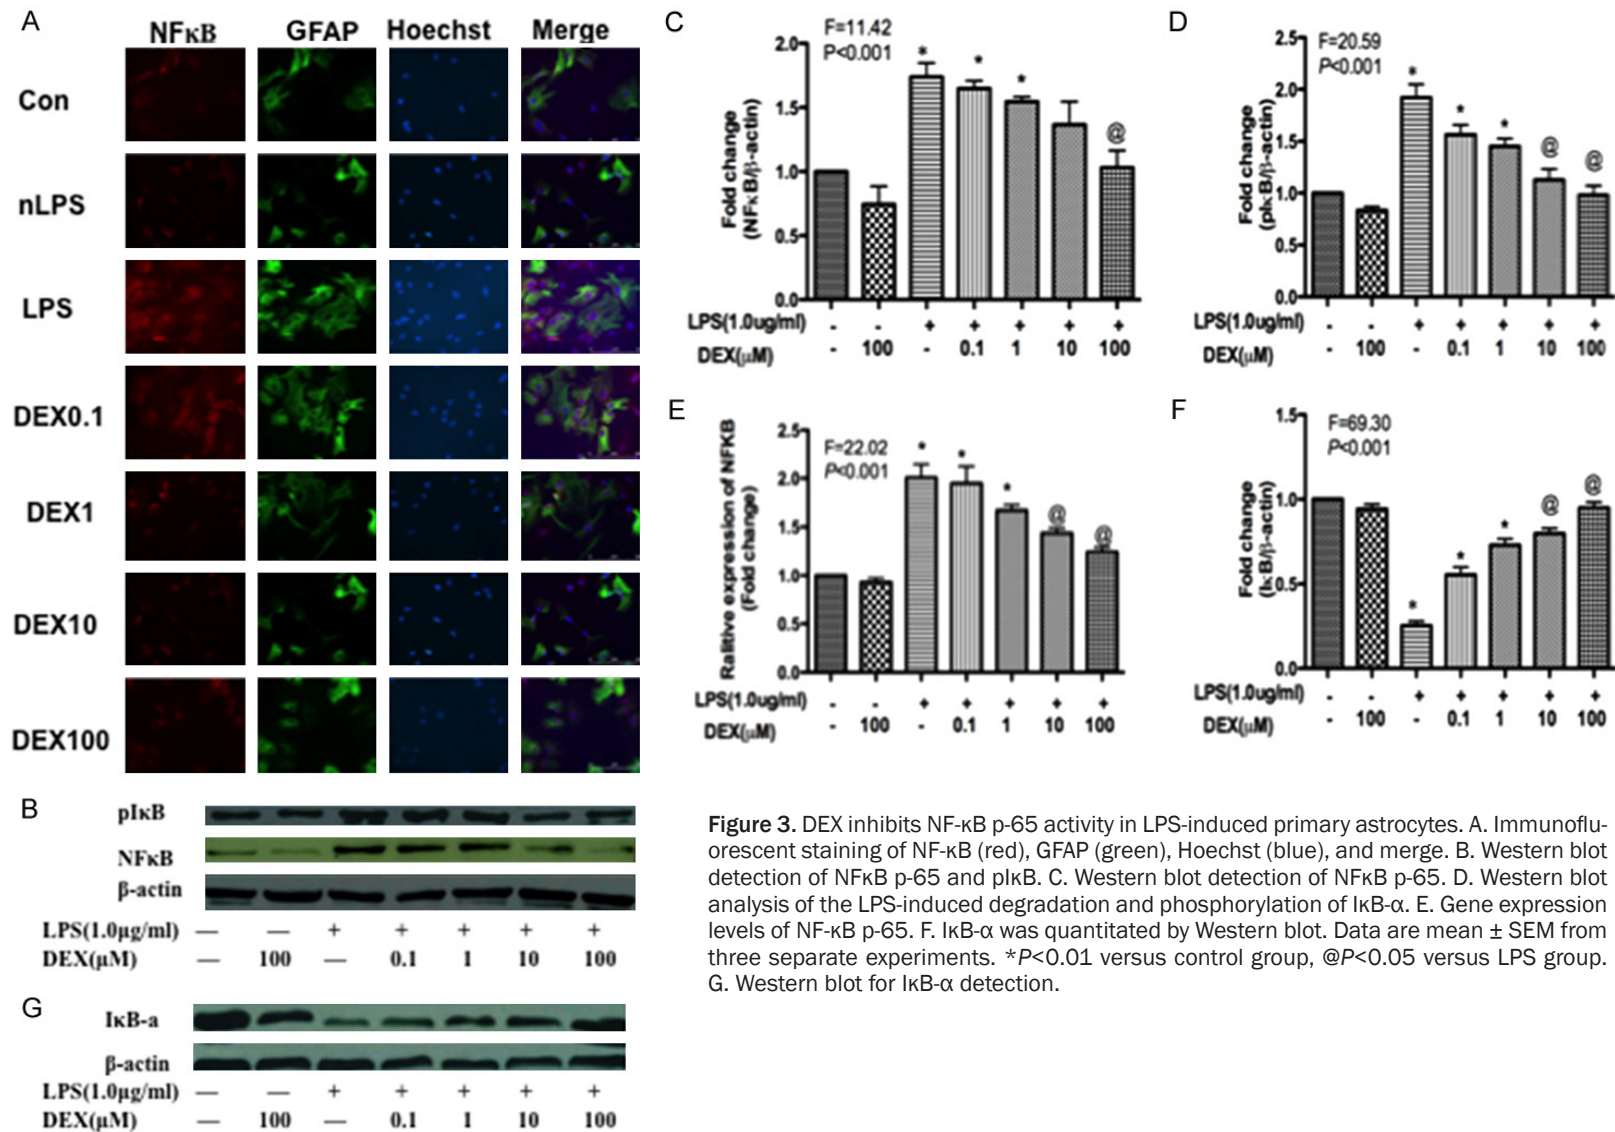 A
NFκB GFAP Hoechst Merge
Con
nLPS
LPS
DEX0.1
DEX1
DEX10
DEX100
B
pIκB
NFκB
β-actin
LPS(1.0μg/ml) — — + + + + +
DEX(μM) — 100 — 0.1 1 10 100
G
IκB-a
β-actin
LPS(1.0μg/ml) — — + + + + +
DEX(μM) — 100 — 0.1 1 10 100
C
F=11.42
P<0.001
Fold change
(NFκB/β-actin)
2.0
1.5
1.0
0.5
0.0
* * * @
LPS(1.0ug/ml) - - + + + + +
DEX(μM) - 100 - 0.1 1 10 100
D
F=20.59
P<0.001
Fold change
(pIκB/β-actin)
2.5
2.0
1.5
1.0
0.5
0.0
* * * @ @
LPS(1.0ug/ml) - - + + + + +
DEX(μM) - 100 - 0.1 1 10 100
E
F=22.02
P<0.001
Ralitive expression of NFKB
(Fold change)
2.5
2.0
1.5
1.0
0.5
0.0
* * * @ @
LPS(1.0ug/ml) - - + + + + +
DEX(μM) - 100 - 0.1 1 10 100
F
F=69.30
P<0.001
Fold change
(IκB/β-actin)
1.5
1.0
0.5
0.0
* * * @ @
LPS(1.0ug/ml) - - + + + + +
DEX(μM) - 100 - 0.1 1 10 100
Figure 3. DEX inhibits NF-κB p-65 activity in LPS-induced primary astrocytes. A. Immunoflu-
orescent staining of NF-κB (red), GFAP (green), Hoechst (blue), and merge. B. Western blot
detection of NFκB p-65 and pIκB. C. Western blot detection of NFκB p-65. D. Western blot
analysis of the LPS-induced degradation and phosphorylation of IκB-α. E. Gene expression
levels of NF-κB p-65. F. IκB-α was quantitated by Western blot. Data are mean ± SEM from
three separate experiments. *P<0.01 versus control group, @P<0.05 versus LPS group.
G. Western blot for IκB-α detection.